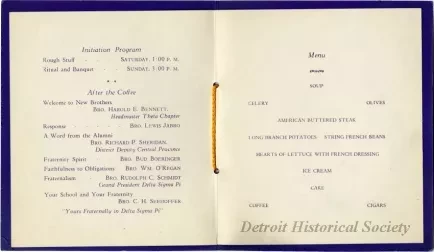 Initiation Program
Rough Stuff - Saturday, 1:00 P. M.
Ritual and Banquet - Sunday, 3:00 P. M.
After the Coffee
Welcome to New Brothers
Bro. Harold E. Bennett,
Headmaster Theta Chapter
Response - Bro. Lewis
A Word from the Alumni
Bro. Richard P. Sheridan,
District Deputy Central Province
Fraternity Spirit Bro. Bud Boeringer
Faithfulness to Obligations Bro. Wm. O'Regan
Fraternalism Bro. Rudolph C. Schmidt
Grand President Delta Sigma Pi
Your School and Your Fraternity
Bro. C. H.
"Yours Fraternally in Delta Sigma Pi"
Menu
SOUP
CELERY OLIVES
AMERICAN BUTTERED STEAK
LONG BRANCH POTATOES STRING FRENCH BEANS
HEARTS OF LETTUCE WITH FRENCH DRESSING
ICE CREAM
CAKE
COFFEE CIGARS
Detroit Historical Society